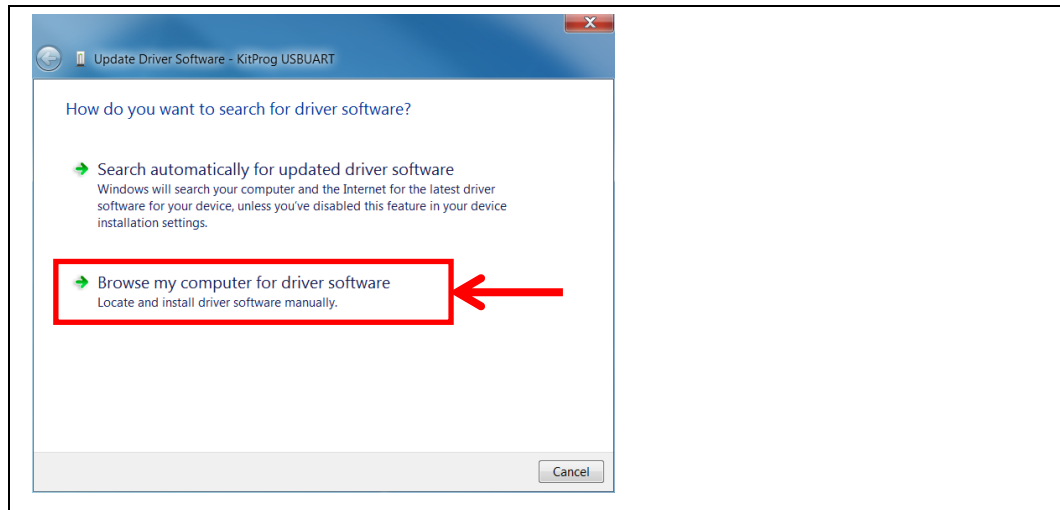 Update Driver Software - KitProg USBUART
How do you want to search for driver software?
Search automatically for updated driver software
Windows will search your computer and the Internet for the latest driver
software for your device, unless you've disabled this feature in your device
installation settings.
Browse my computer for driver software
Locate and install driver software manually.
Cancel